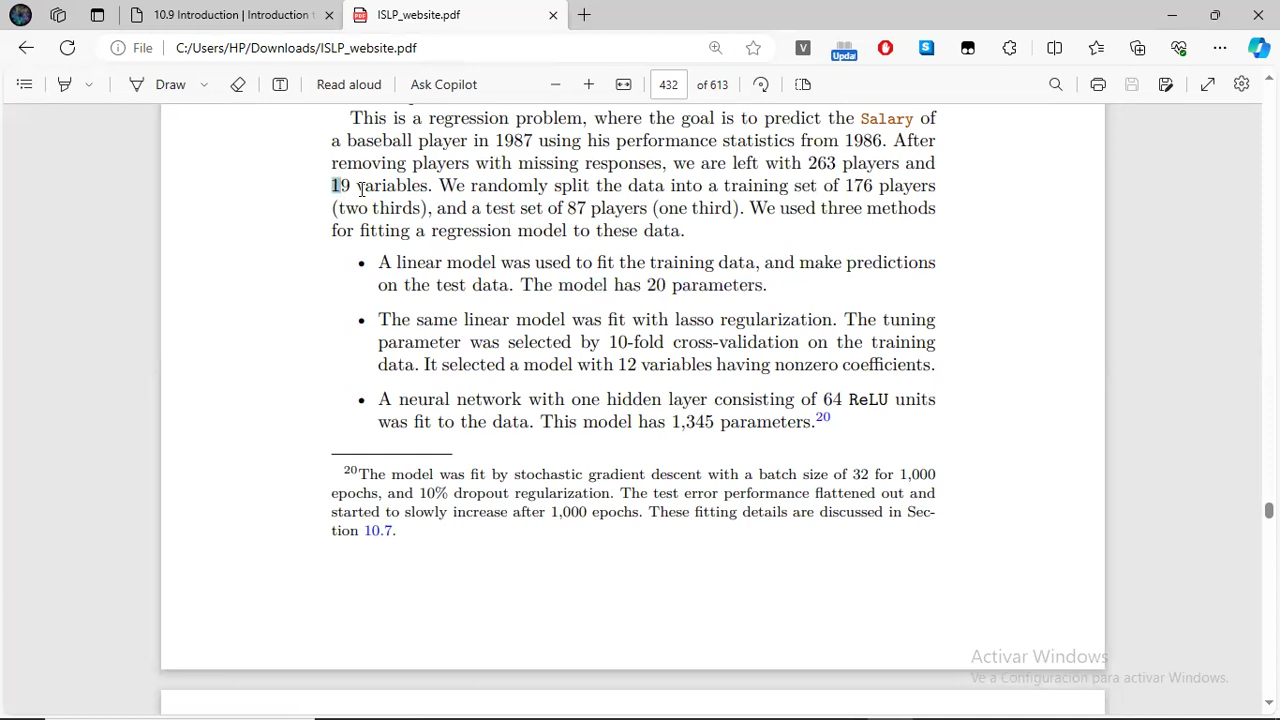 10.9 Introduction | Introduction t
ISLP_website.pdf
File
C:/Users/HP/Downloads/ISLP_website.pdf
V
Updat
S
Draw
Read aloud
Ask Copilot
432
of 613
This is a regression problem, where the goal is to predict the Salary of
a baseball player in 1987 using his performance statistics from 1986. After
removing players with missing responses, we are left with 263 players and
19 variables. We randomly split the data into a training set of 176 players
(two thirds), and a test set of 87 players (one third). We used three methods
for fitting a regression model to these data.
• A linear model was used to fit the training data, and make predictions
on the test data. The model has 20 parameters.
• The same linear model was fit with lasso regularization. The tuning
parameter was selected by 10-fold cross-validation on the training
data. It selected a model with 12 variables having nonzero coefficients.
• A neural network with one hidden layer consisting of 64 ReLU units
was fit to the data. This model has 1,345 parameters.20
20The model was fit by stochastic gradient descent with a batch size of 32 for 1,000
epochs, and 10% dropout regularization. The test error performance flattened out and
started to slowly increase after 1,000 epochs. These fitting details are discussed in Sec-
tion 10.7.
Activar Windows
Ve a Configuración para activar Windows.